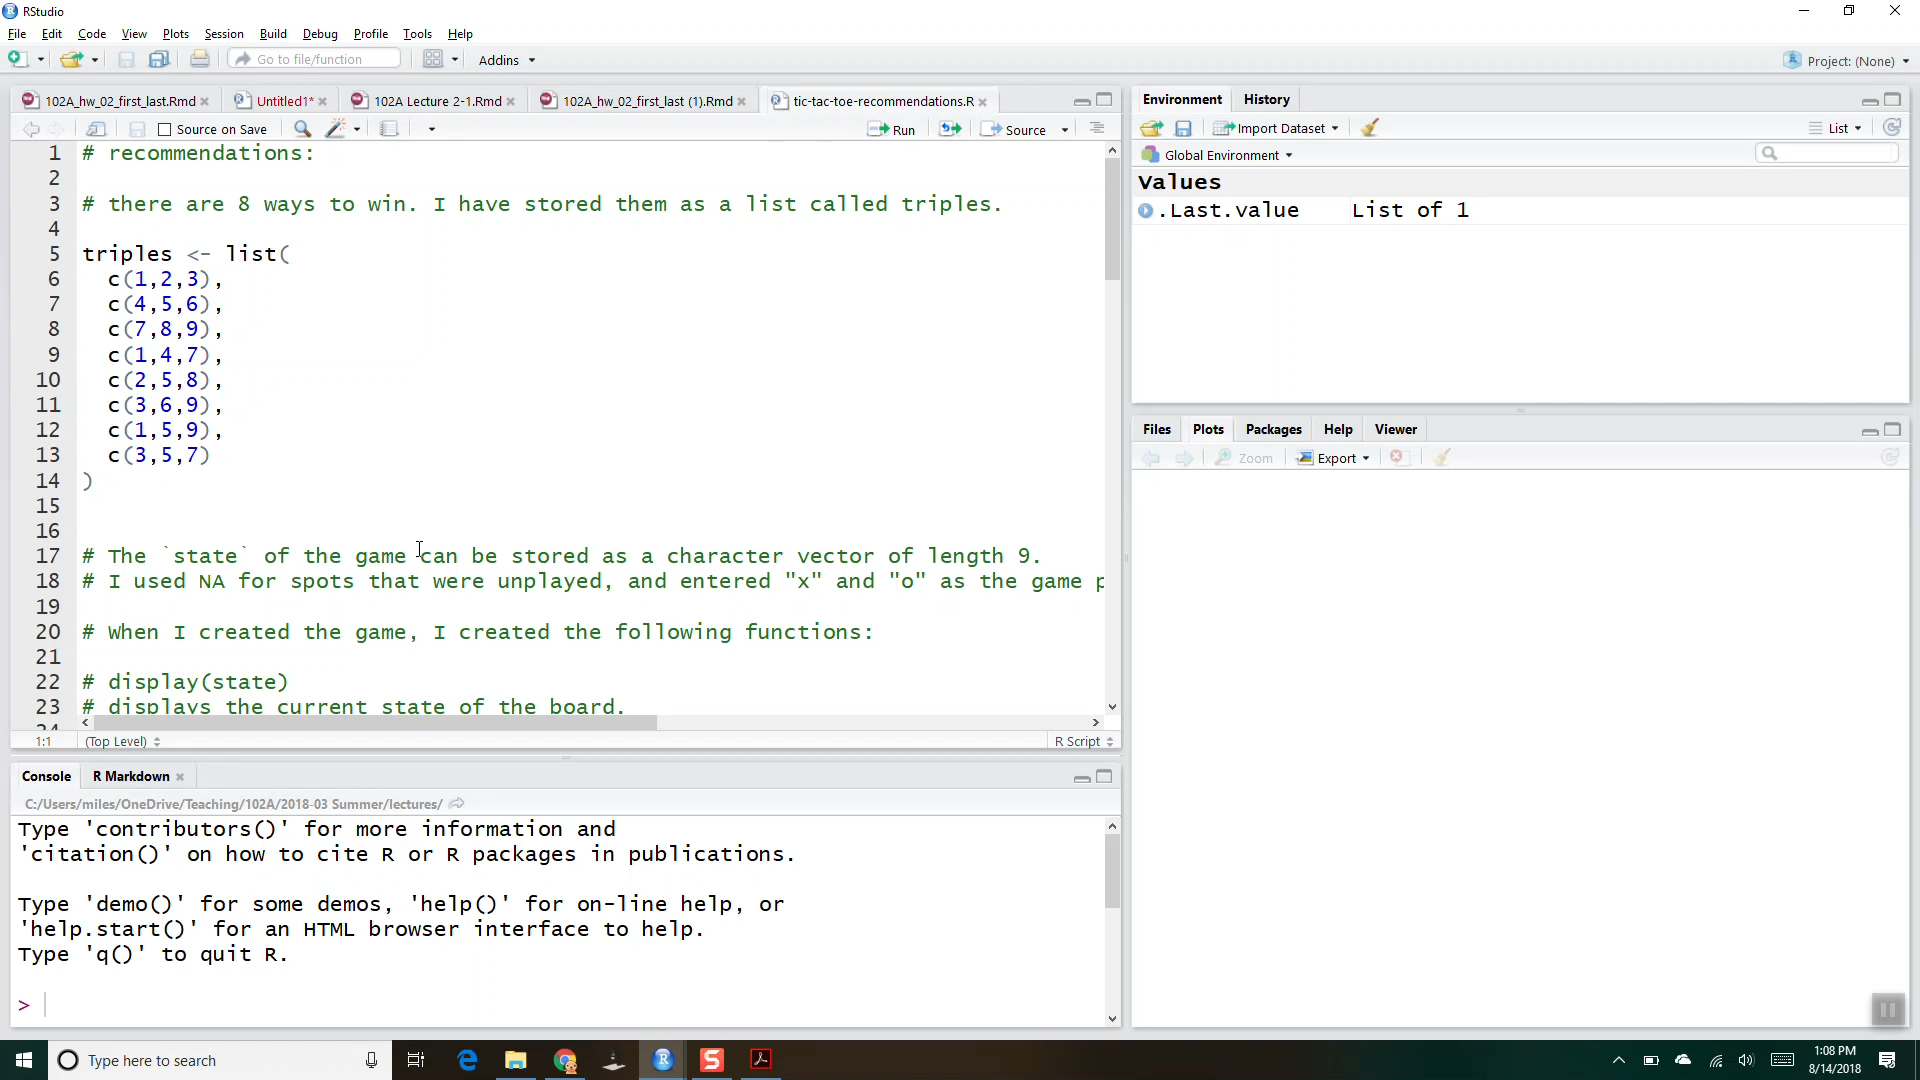 RStudio
File Edit Code View Plots Session Build Debug Profile Tools Help
Go to file/function Addins Project: (None)
102A_hw_02_first_last.Rmd Untitled1* 102A Lecture 2-1.Rmd 102A_hw_02_first_last (1).Rmd tic-tac-toe-recommendations.R
Source on Save Run Source
1 # recommendations:
2
3 # there are 8 ways to win. I have stored them as a list called triples.
4
5 triples <- list(
6 c(1,2,3),
7 c(4,5,6),
8 c(7,8,9),
9 c(1,4,7),
10 c(2,5,8),
11 c(3,6,9),
12 c(1,5,9),
13 c(3,5,7)
14 )
15
16
17 # The `state` of the game can be stored as a character vector of length 9.
18 # I used NA for spots that were unplayed, and entered "x" and "o" as the game p
19
20 # When I created the game, I created the following functions:
21
22 # display(state)
23 # displays the current state of the board.
24
1:1 (Top Level) R Script
Console R Markdown
C:/Users/miles/OneDrive/Teaching/102A/2018-03 Summer/lectures/
Type 'contributors()' for more information and
'citation()' on how to cite R or R packages in publications.
Type 'demo()' for some demos, 'help()' for on-line help, or
'help.start()' for an HTML browser interface to help.
Type 'q()' to quit R.
>
Environment History
Import Dataset List
Global Environment
Values
.Last.value List of 1
Files Plots Packages Help Viewer
Zoom Export
Type here to search
1:08 PM
8/14/2018